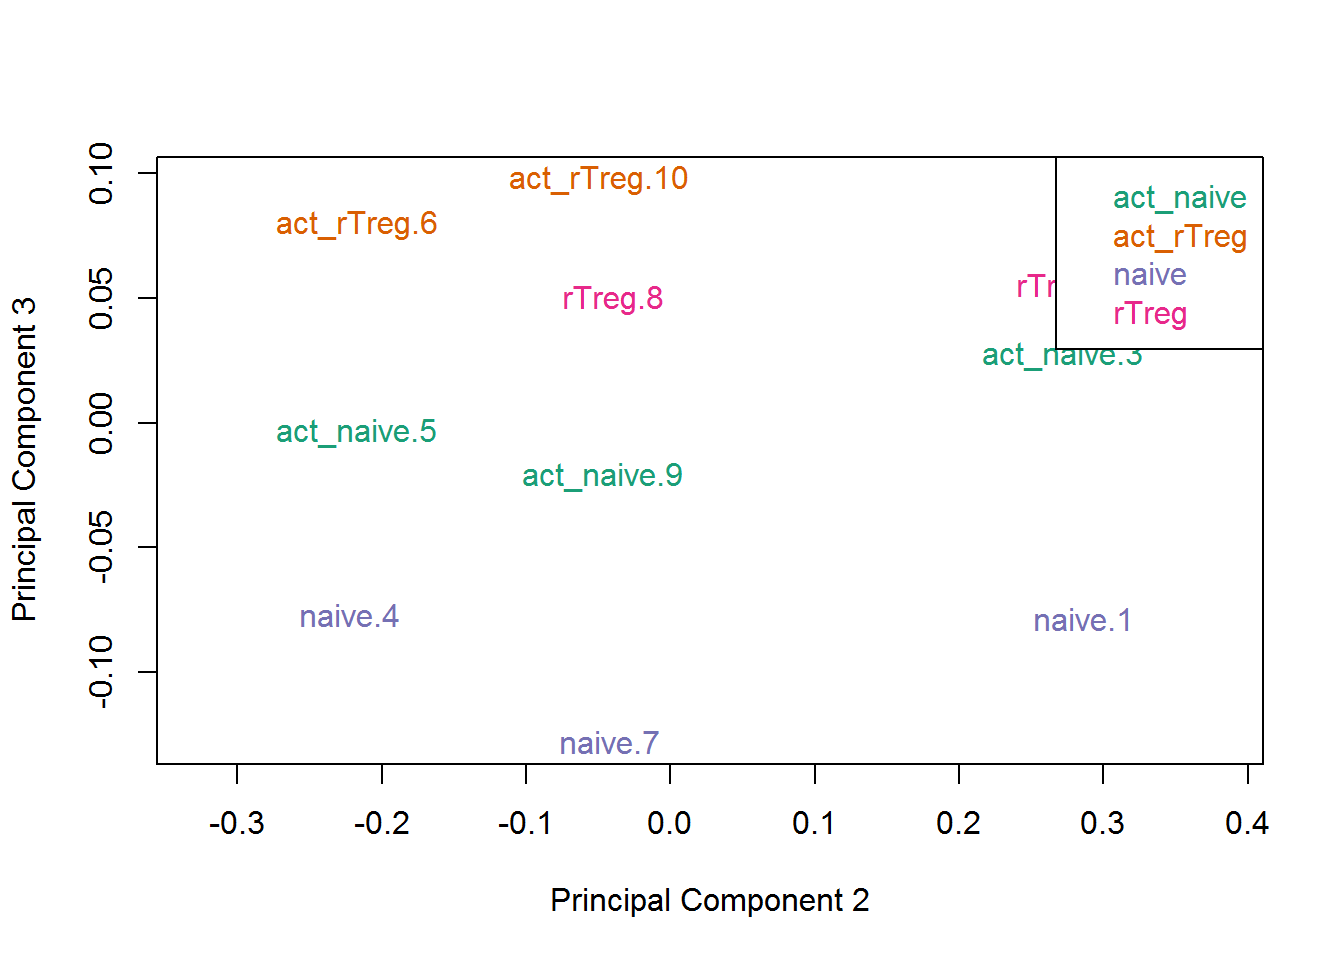 act_rTreg.10
act_rTreg.6
act_naive
act_rTreg
naive
rTreg
rTreg.8
act_naive.3
act_naive.5
act_naive.9
naive.4
naive.1
naive.7
0.10
0.05
0.00
-0.05
-0.10
Principal Component 3
-0.3 -0.2 -0.1 0.0 0.1 0.2 0.3 0.4
Principal Component 2